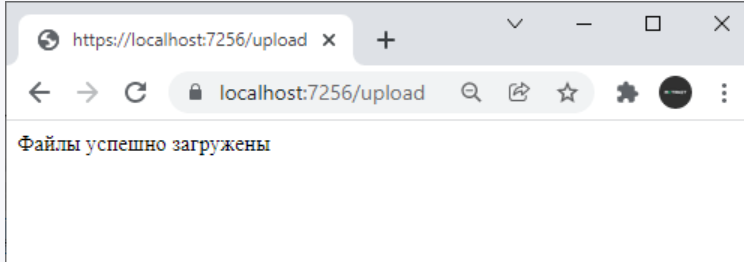 https://localhost:7256/upload
localhost:7256/upload
Файлы успешно загружены